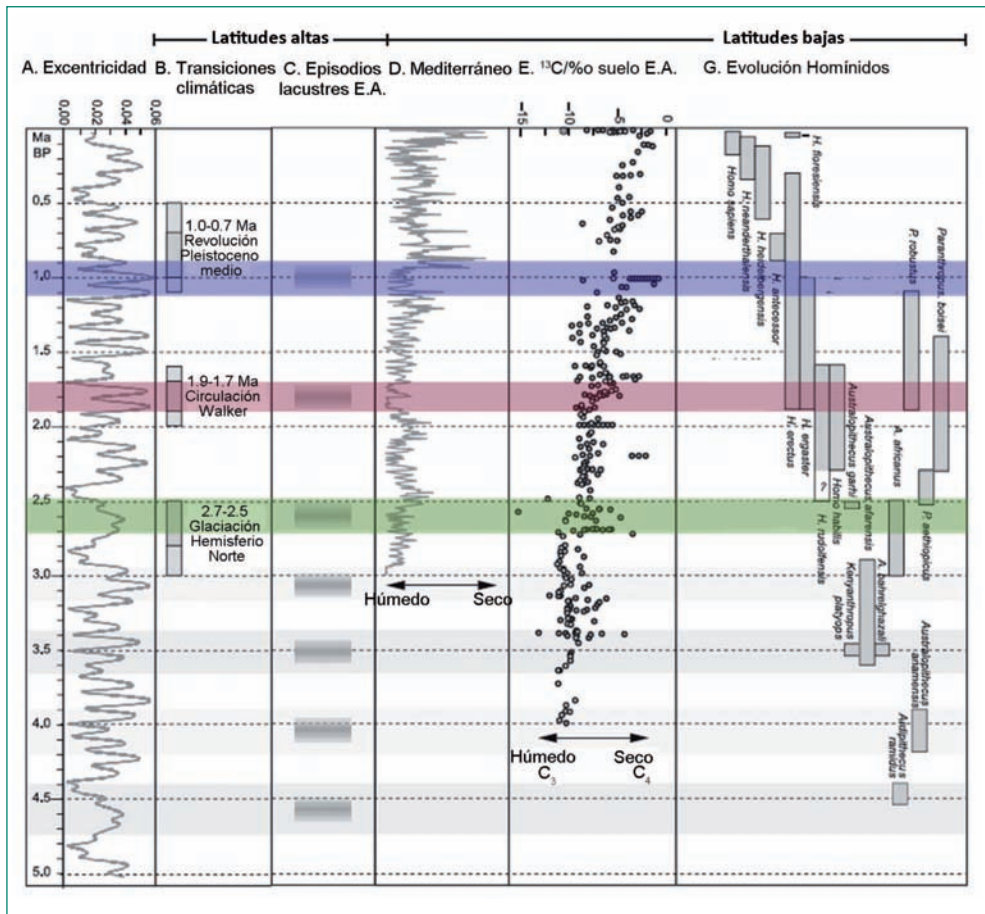 Latitudes altas
Latitudes bajas
A. Excentricidad
B. Transiciones
climáticas
C. Episodios
lacustres E.A.
D. Mediterráneo
E. ¹³C/%o suelo E.A.
G. Evolución Homínidos
0.00
0.02
0.04
0.06
-15
-10
-5
0
Ma
BP
0.5
1.0
1.5
2.0
2.5
3.0
3.5
4.0
4.5
5.0
1.0-0.7 Ma
Revolución
Pleistoceno
medio
1.9-1.7 Ma
Circulación
Walker
2.7-2.5
Glaciación
Hemisferio
Norte
Húmedo
Seco
Húmedo
C₃
Seco
C₄
Homo sapiens
H. neanderthalensis
H. heidelbergensis
H. antecessor
H. floresiensis
H. erectus
H. ergaster
?
H. rudolfensis
Homo habilis
Australopithecus garhi
Konyanthropus
platyops
Australopithecus afarensis
A. bahrelghazali
A. africanus
P. robustus
Paranthropus. boisei
P. aethiopicus
Australopithecus
anamensis
Aidipithecus
ramidus